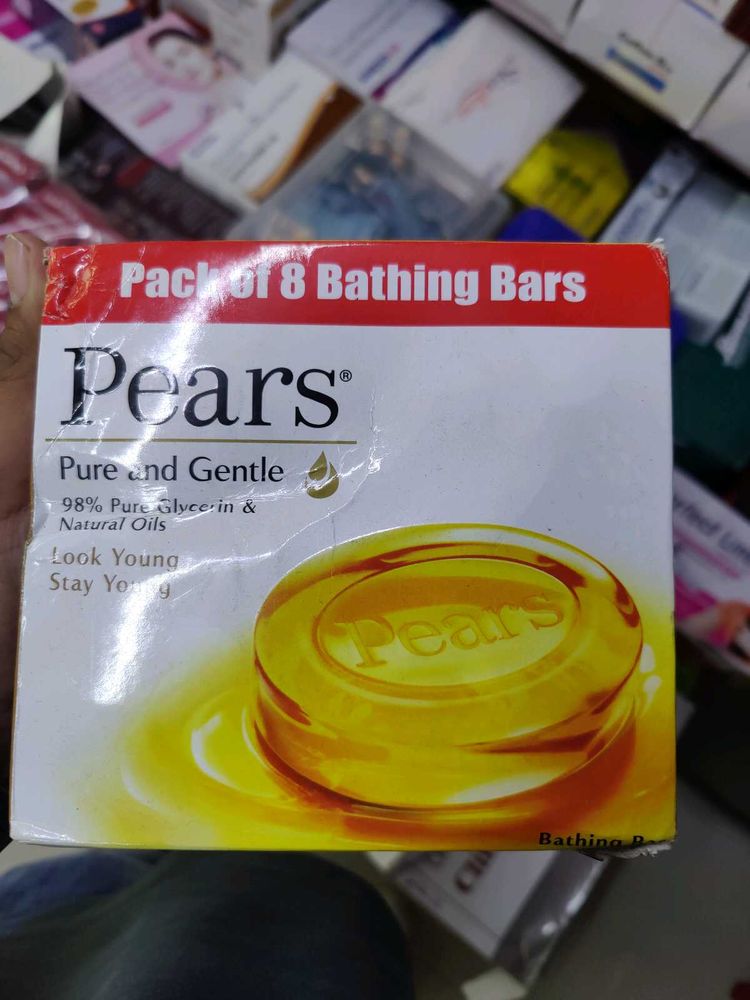 Pack of 8 Bathing Bars
Pears®
Pure and Gentle
98% Pure Glycerin &
Natural Oils
Look Young
Stay Young
Pears
Bathing